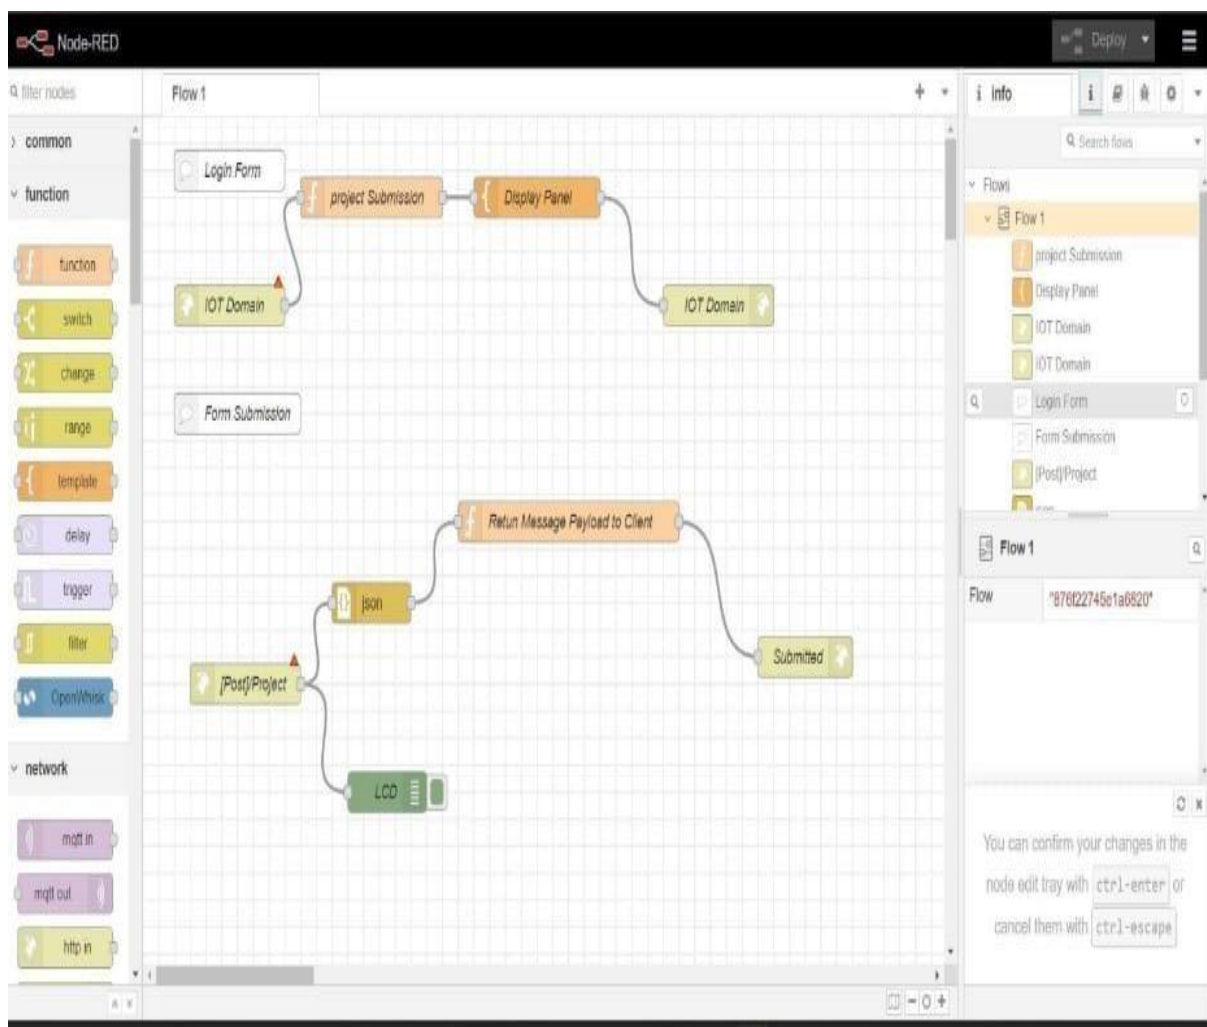 Node-RED
Deploy
filter nodes
Flow 1
i info
common
Search flows
Login Form
function
project Submission
Display Panel
Flows
Flow 1
function
project Submission
Display Panel
IOT Domain
IOT Domain
switch
IOT Domain
IOT Domain
change
Login Form
Form Submission
range
Form Submission
[Post]/Project
template
json
Retun Message Payload to Client
delay
Flow 1
trigger
json
Flow
"876f22745e1a6820"
filter
Submitted
[Post]/Project
OpenWhisk
network
LCD
mqtt in
You can confirm your changes in the
node edit tray with ctrl-enter or
mqtt out
cancel them with ctrl-escape
http in